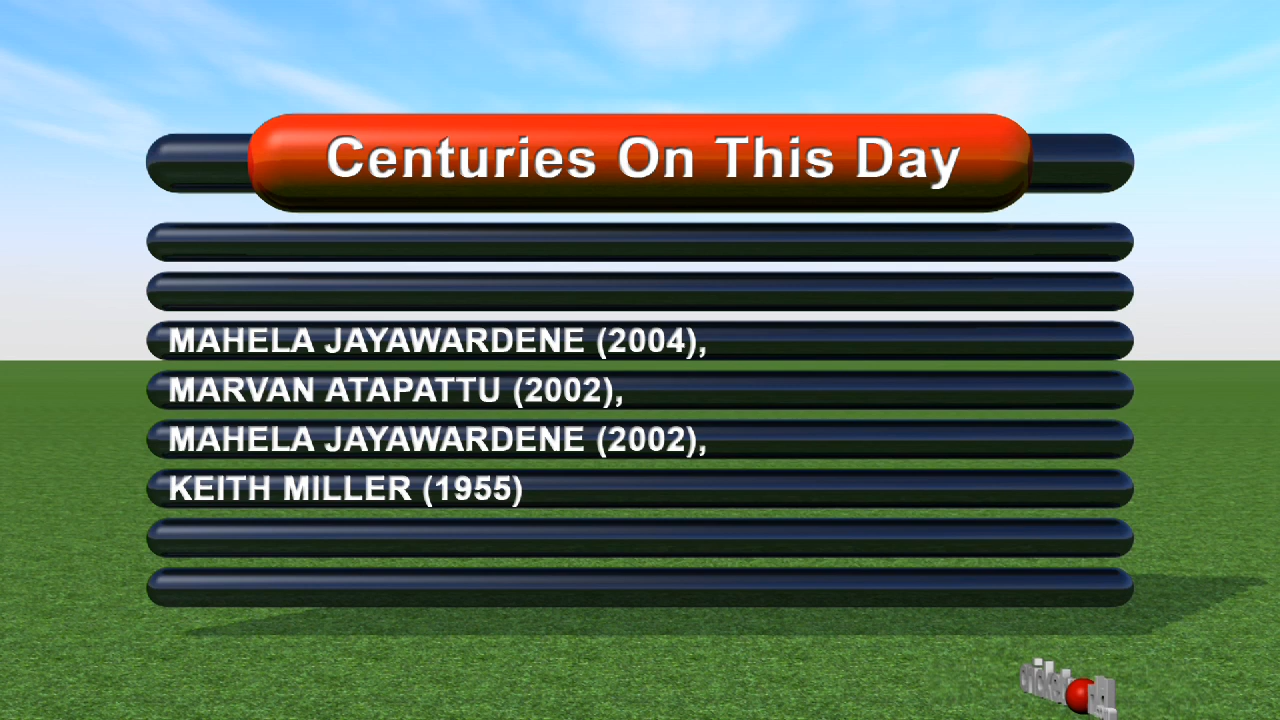 Centuries On This Day
MAHELA JAYAWARDENE (2004),
MARVAN ATAPATTU (2002),
MAHELA JAYAWARDENE (2002),
KEITH MILLER (1955)